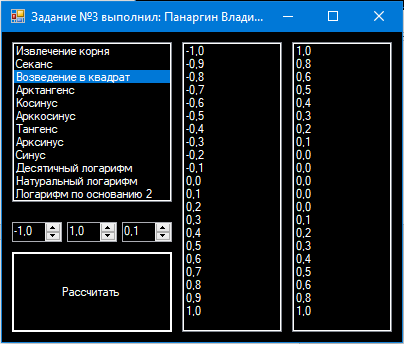 Задание №3 выполнил: Панаргин Влади...
Извлечение корня
Секанс
Возведение в квадрат
Арктангенс
Косинус
Арккосинус
Тангенс
Арксинус
Синус
Десятичный логарифм
Натуральный логарифм
Логарифм по основанию 2
-1,0 1,0 0,1
Рассчитать
-1,0
-0,9
-0,8
-0,7
-0,6
-0,5
-0,4
-0,3
-0,2
-0,1
0,0
0,1
0,2
0,3
0,4
0,5
0,6
0,7
0,8
0,9
1,0
1,0
0,8
0,6
0,5
0,4
0,3
0,2
0,1
0,0
0,0
0,0
0,0
0,0
0,1
0,2
0,3
0,4
0,5
0,6
0,8
1,0